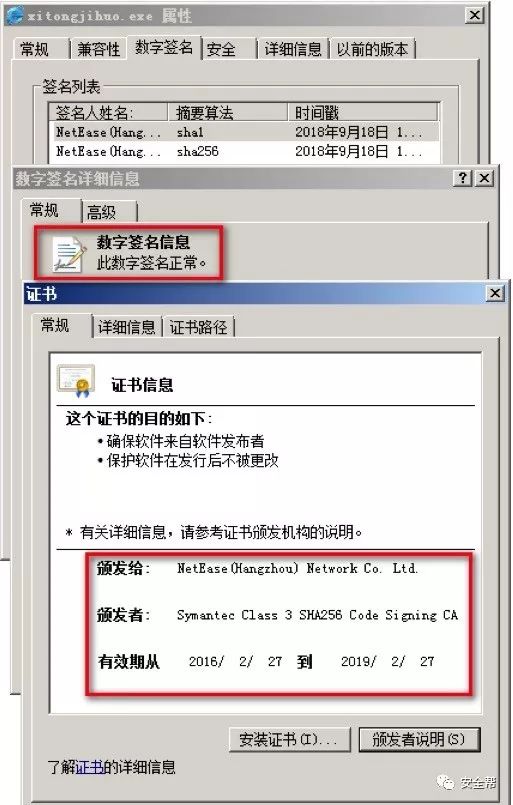 xitongjihuo.exe 属性
常规 兼容性 数字签名 安全 详细信息 以前的版本
签名列表
签名人姓名: 摘要算法 时间戳
NetEase(Hang... sha1 2018年9月18日 1...
NetEase(Hang... sha256 2018年9月18日 1...
数字签名详细信息
常规 高级
数字签名信息
此数字签名正常。
证书
常规 详细信息 证书路径
证书信息
这个证书的目的如下:
•确保软件来自软件发布者
•保护软件在发行后不被更改
* 有关详细信息，请参考证书颁发机构的说明。
颁发给: NetEase(Hangzhou) Network Co. Ltd.
颁发者: Symantec Class 3 SHA256 Code Signing CA
有效期从 2016/ 2/ 27 到 2019/ 2/ 27
安装证书(I)... 颁发者说明(S)
了解证书的详细信息
安全帮